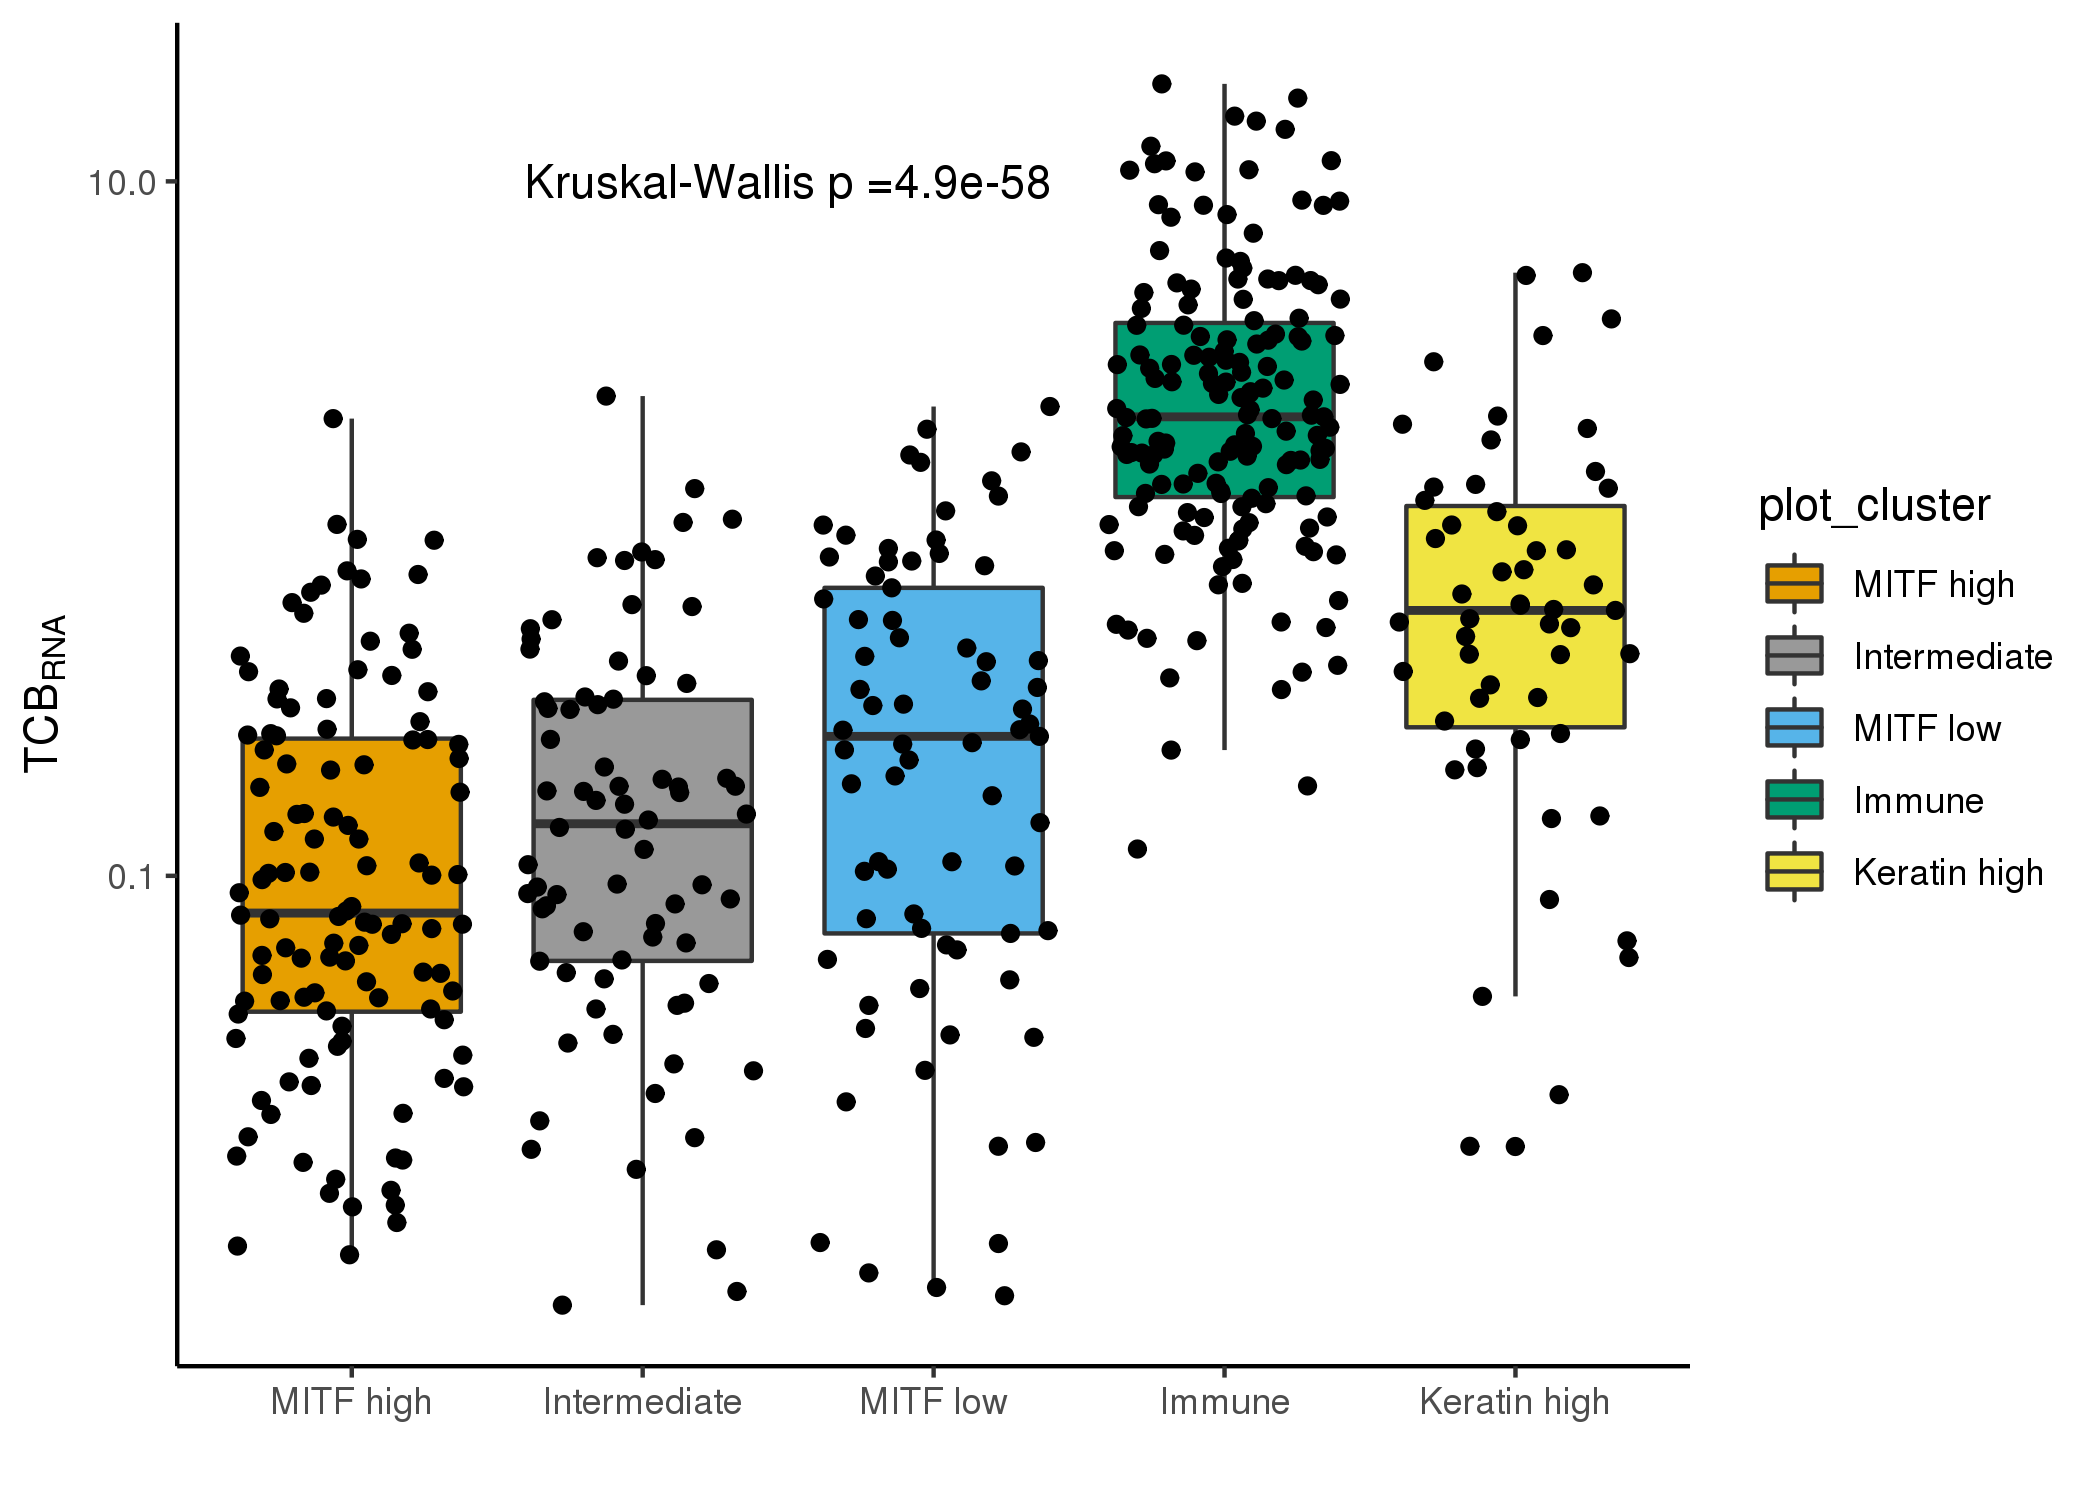 Kruskal-Wallis p =4.9e-58
10.0
0.1
TCBRNA
MITF high
Intermediate
MITF low
Immune
Keratin high
plot_cluster
MITF high
Intermediate
MITF low
Immune
Keratin high